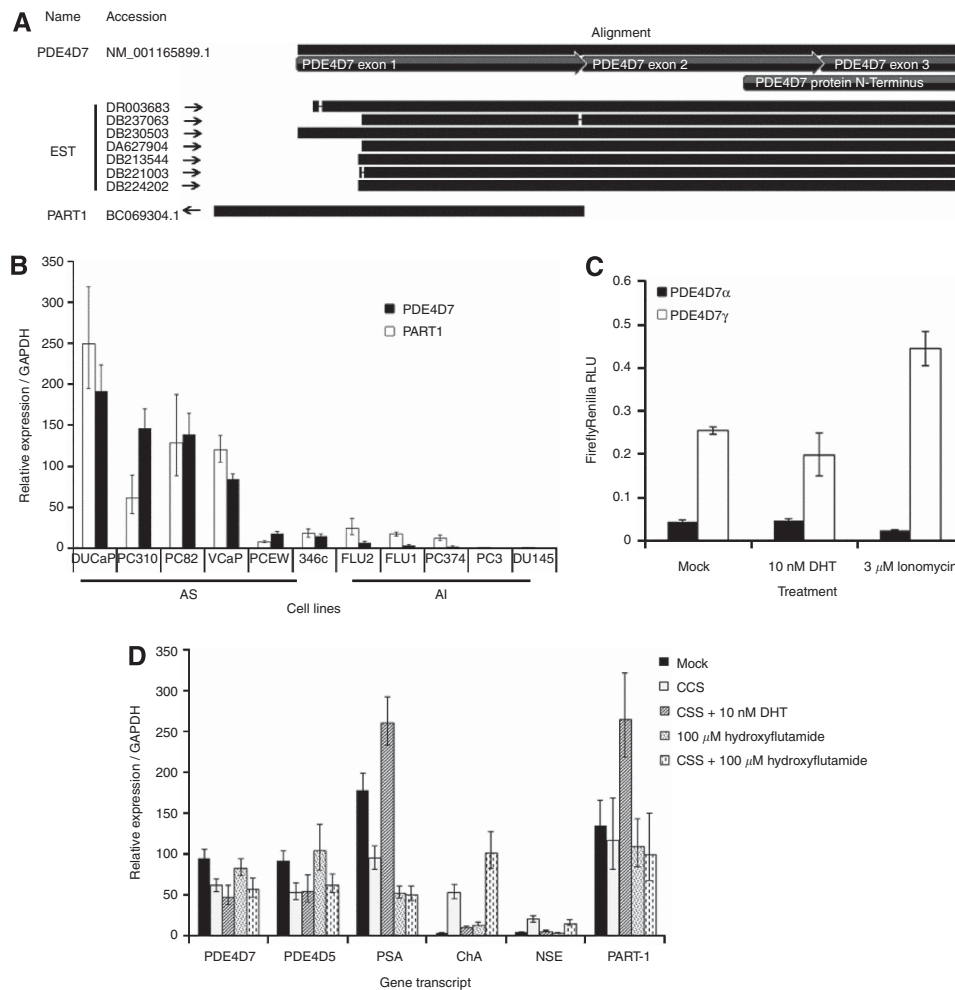 A
Name Accession
Alignment
PDE4D7 NM_001165899.1
PDE4D7 exon 1 PDE4D7 exon 2 PDE4D7 exon 3
PDE4D7 protein N-Terminus
EST
DR003683
DB237063
DB230503
DA627904
DB213544
DB221003
DB224202
PART1 BC069304.1
B
Relative expression / GAPDH
350
300
250
200
150
100
50
0
PDE4D7
PART1
DUCaP PC310 PC82 VCaP PCEW 346c FLU2 FLU1 PC374 PC3 DU145
AS AI
Cell lines
C
FireflyRenilla RLU
0.6
0.5
0.4
0.3
0.2
0.1
0
PDE4D7α
PDE4D7γ
Mock 10 nM DHT 3 μM Ionomycin
Treatment
D
Relative expression / GAPDH
350
300
250
200
150
100
50
0
Mock
CCS
CSS + 10 nM DHT
100 μM hydroxyflutamide
CSS + 100 μM hydroxyflutamide
PDE4D7 PDE4D5 PSA ChA NSE PART-1
Gene transcript